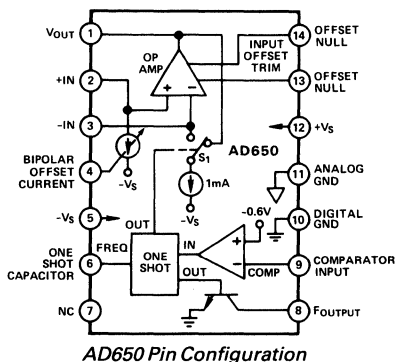 VOUT 1
OP AMP
INPUT OFFSET TRIM
14 OFFSET NULL
+IN 2
+ −
13 OFFSET NULL
−IN 3
12 +VS
S1
AD650
BIPOLAR OFFSET CURRENT 4
−VS
1mA
11 ANALOG GND
−VS 5
OUT
−VS
−0.6V
10 DIGITAL GND
ONE SHOT CAPACITOR 6
FREQ
ONE SHOT
IN
OUT
+
−
COMP
9 COMPARATOR INPUT
NC 7
8 FOUTPUT
AD650 Pin Configuration